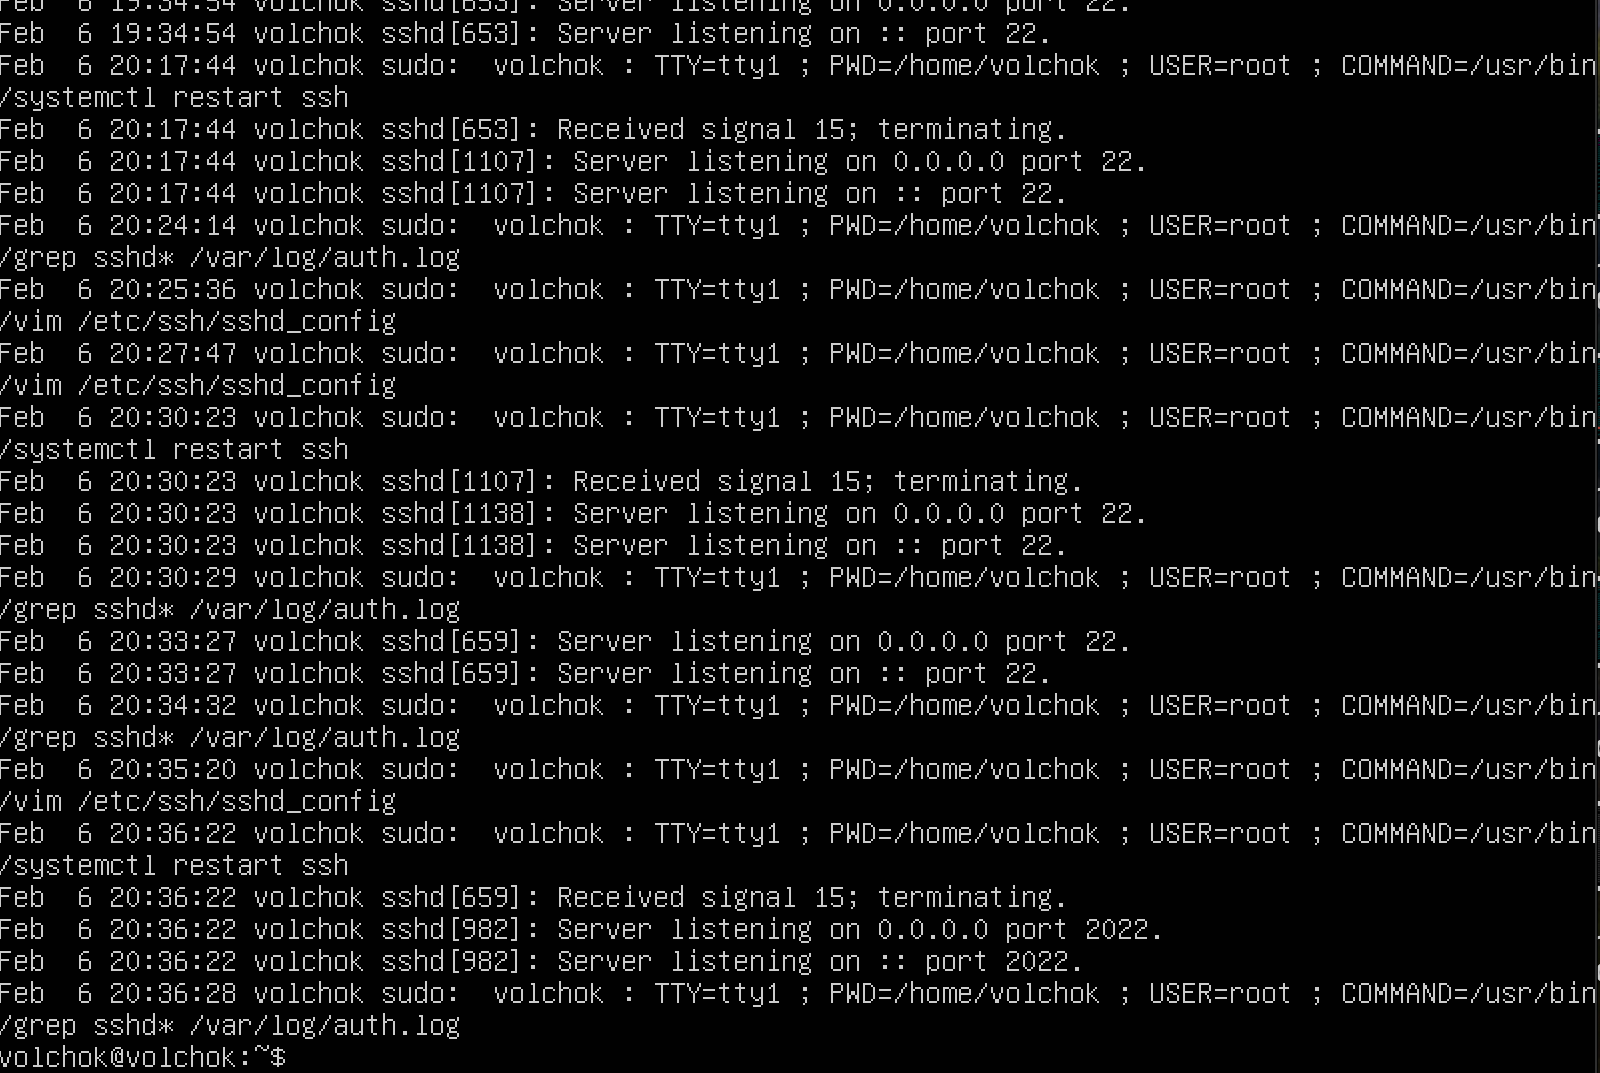 Feb  6 19:34:54 volchok sshd[653]: Server listening on 0.0.0.0 port 22.
Feb  6 19:34:54 volchok sshd[653]: Server listening on :: port 22.
Feb  6 20:17:44 volchok sudo:  volchok : TTY=tty1 ; PWD=/home/volchok ; USER=root ; COMMAND=/usr/bin
/systemctl restart ssh
Feb  6 20:17:44 volchok sshd[653]: Received signal 15; terminating.
Feb  6 20:17:44 volchok sshd[1107]: Server listening on 0.0.0.0 port 22.
Feb  6 20:17:44 volchok sshd[1107]: Server listening on :: port 22.
Feb  6 20:24:14 volchok sudo:  volchok : TTY=tty1 ; PWD=/home/volchok ; USER=root ; COMMAND=/usr/bin
/grep sshd* /var/log/auth.log
Feb  6 20:25:36 volchok sudo:  volchok : TTY=tty1 ; PWD=/home/volchok ; USER=root ; COMMAND=/usr/bin
/vim /etc/ssh/sshd_config
Feb  6 20:27:47 volchok sudo:  volchok : TTY=tty1 ; PWD=/home/volchok ; USER=root ; COMMAND=/usr/bin
/vim /etc/ssh/sshd_config
Feb  6 20:30:23 volchok sudo:  volchok : TTY=tty1 ; PWD=/home/volchok ; USER=root ; COMMAND=/usr/bin
/systemctl restart ssh
Feb  6 20:30:23 volchok sshd[1107]: Received signal 15; terminating.
Feb  6 20:30:23 volchok sshd[1138]: Server listening on 0.0.0.0 port 22.
Feb  6 20:30:23 volchok sshd[1138]: Server listening on :: port 22.
Feb  6 20:30:29 volchok sudo:  volchok : TTY=tty1 ; PWD=/home/volchok ; USER=root ; COMMAND=/usr/bin
/grep sshd* /var/log/auth.log
Feb  6 20:33:27 volchok sshd[659]: Server listening on 0.0.0.0 port 22.
Feb  6 20:33:27 volchok sshd[659]: Server listening on :: port 22.
Feb  6 20:34:32 volchok sudo:  volchok : TTY=tty1 ; PWD=/home/volchok ; USER=root ; COMMAND=/usr/bin
/grep sshd* /var/log/auth.log
Feb  6 20:35:20 volchok sudo:  volchok : TTY=tty1 ; PWD=/home/volchok ; USER=root ; COMMAND=/usr/bin
/vim /etc/ssh/sshd_config
Feb  6 20:36:22 volchok sudo:  volchok : TTY=tty1 ; PWD=/home/volchok ; USER=root ; COMMAND=/usr/bin
/systemctl restart ssh
Feb  6 20:36:22 volchok sshd[659]: Received signal 15; terminating.
Feb  6 20:36:22 volchok sshd[982]: Server listening on 0.0.0.0 port 2022.
Feb  6 20:36:22 volchok sshd[982]: Server listening on :: port 2022.
Feb  6 20:36:28 volchok sudo:  volchok : TTY=tty1 ; PWD=/home/volchok ; USER=root ; COMMAND=/usr/bin
/grep sshd* /var/log/auth.log
volchok@volchok:~$